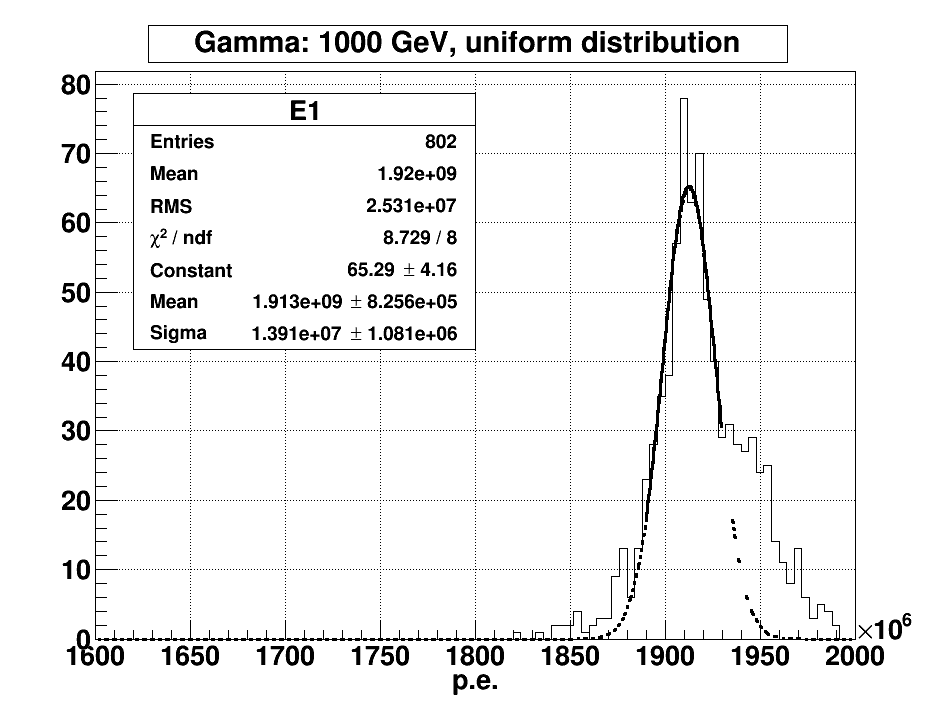 Gamma: 1000 GeV, uniform distribution
E1
Entries 802
Mean 1.92e+09
RMS 2.531e+07
χ² / ndf 8.729 / 8
Constant 65.29 ± 4.16
Mean 1.913e+09 ± 8.256e+05
Sigma 1.391e+07 ± 1.081e+06
80
70
60
50
40
30
20
10
0
1600 1650 1700 1750 1800 1850 1900 1950 2000
×10⁶
p.e.